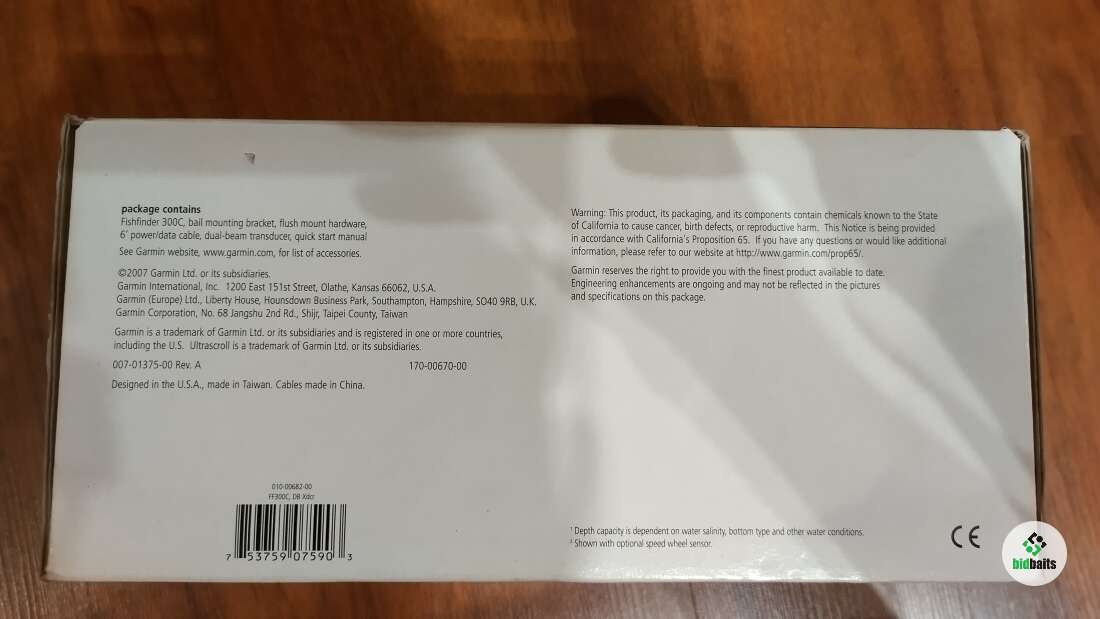 package contains
Fishfinder 300C, bail mounting bracket, flush mount hardware,
6' power/data cable, dual-beam transducer, quick start manual
See Garmin website, www.garmin.com, for list of accessories.
©2007 Garmin Ltd. or its subsidiaries.
Garmin International, Inc. 1200 East 151st Street, Olathe, Kansas 66062, U.S.A.
Garmin (Europe) Ltd., Liberty House, Hounsdown Business Park, Southampton, Hampshire, SO40 9RB, U.K.
Garmin Corporation, No. 68 Jangshu 2nd Rd., Shijr, Taipei County, Taiwan
Garmin is a trademark of Garmin Ltd. or its subsidiaries and is registered in one or more countries,
including the U.S. Ultrascroll is a trademark of Garmin Ltd. or its subsidiaries.
007-01375-00 Rev. A 170-00670-00
Designed in the U.S.A., made in Taiwan. Cables made in China.
010-00682-00
FF300C, DB Xdcr
7 53759 07590 3
Warning: This product, its packaging, and its components contain chemicals known to the State
of California to cause cancer, birth defects, or reproductive harm. This Notice is being provided
in accordance with California's Proposition 65. If you have any questions or would like additional
information, please refer to our website at http://www.garmin.com/prop65/.
Garmin reserves the right to provide you with the finest product available to date.
Engineering enhancements are ongoing and may not be reflected in the pictures
and specifications on this package.
¹ Depth capacity is dependent on water salinity, bottom type and other water conditions.
² Shown with optional speed wheel sensor.
CE
bidbaits